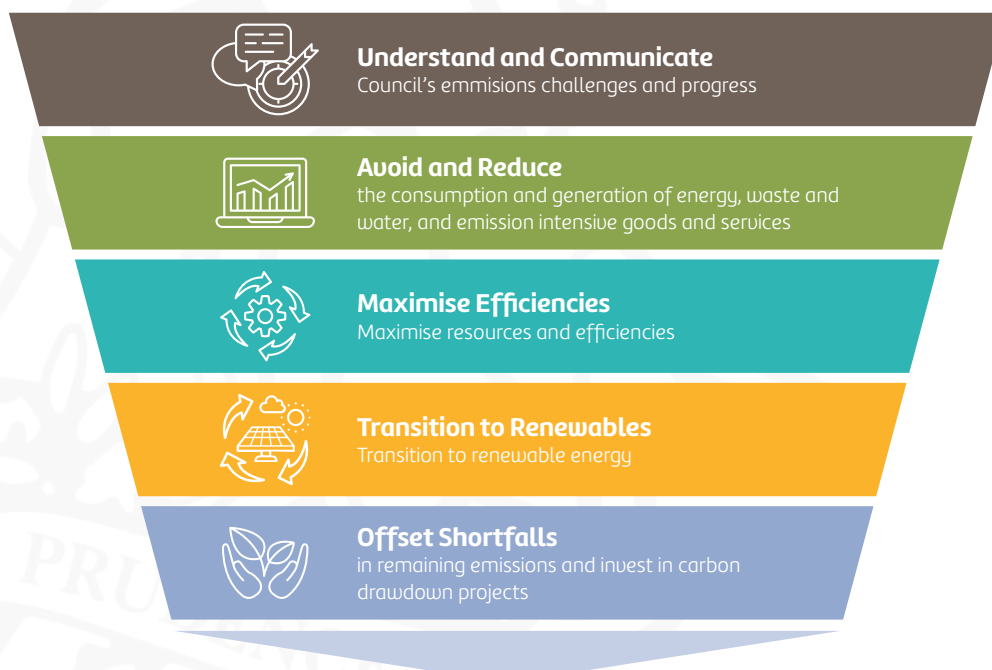 Understand and Communicate
Council's emmisions challenges and progress
Avoid and Reduce
the consumption and generation of energy, waste and
water, and emission intensive goods and services
Maximise Efficiencies
Maximise resources and efficiencies
Transition to Renewables
Transition to renewable energy
Offset Shortfalls
in remaining emissions and invest in carbon
drawdown projects